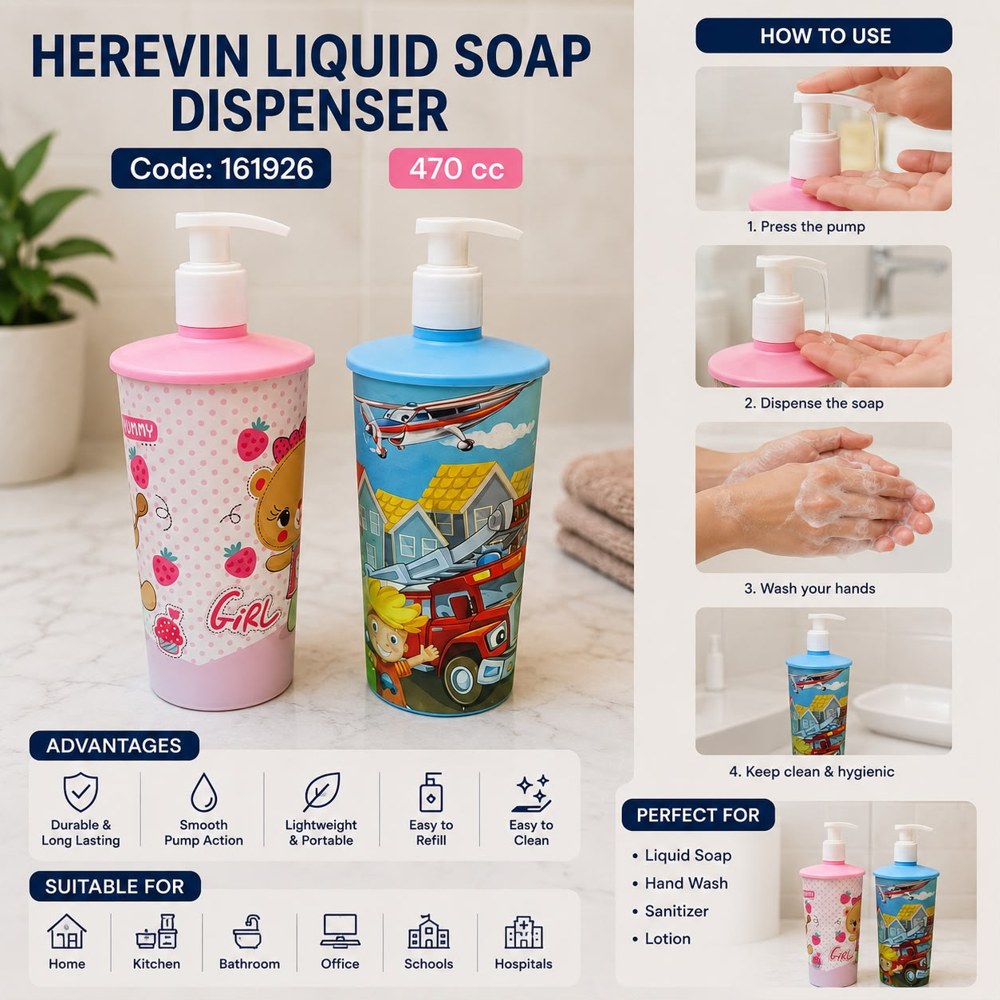 HEREVIN LIQUID SOAP
DISPENSER
Code: 161926
470 cc
UMMY
GiRL
ADVANTAGES
Durable &
Long Lasting
Smooth
Pump Action
Lightweight
& Portable
Easy to
Refill
Easy to
Clean
SUITABLE FOR
Home
Kitchen
Bathroom
Office
Schools
Hospitals
HOW TO USE
1. Press the pump
2. Dispense the soap
3. Wash your hands
4. Keep clean & hygienic
PERFECT FOR
• Liquid Soap
• Hand Wash
• Sanitizer
• Lotion
GiRL